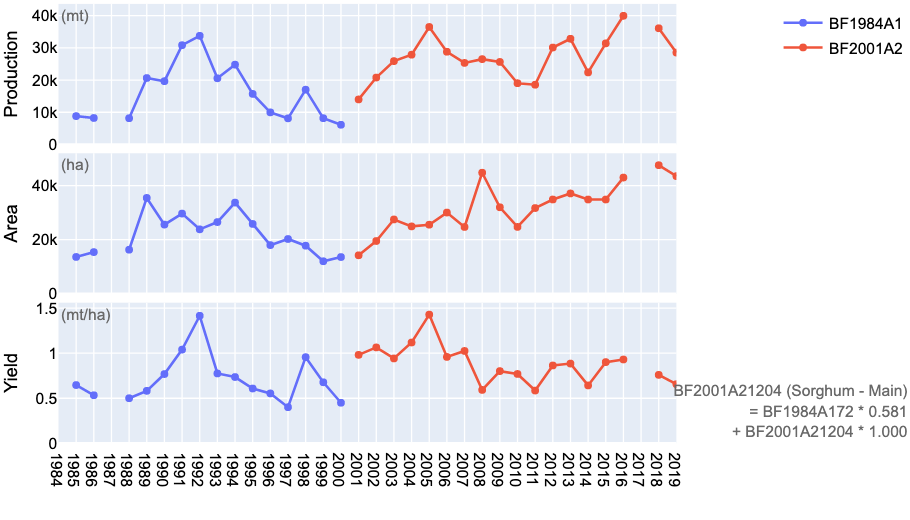 40k (mt)
30k
20k
10k
0
Production
BF1984A1
BF2001A2
(ha)
40k
20k
0
Area
1.5 (mt/ha)
1
0.5
0
Yield
BF2001A21204 (Sorghum - Main)
= BF1984A172 * 0.581
+ BF2001A21204 * 1.000
1984 1985 1986 1987 1988 1989 1990 1991 1992 1993 1994 1995 1996 1997 1998 1999 2000 2001 2002 2003 2004 2005 2006 2007 2008 2009 2010 2011 2012 2013 2014 2015 2016 2017 2018 2019